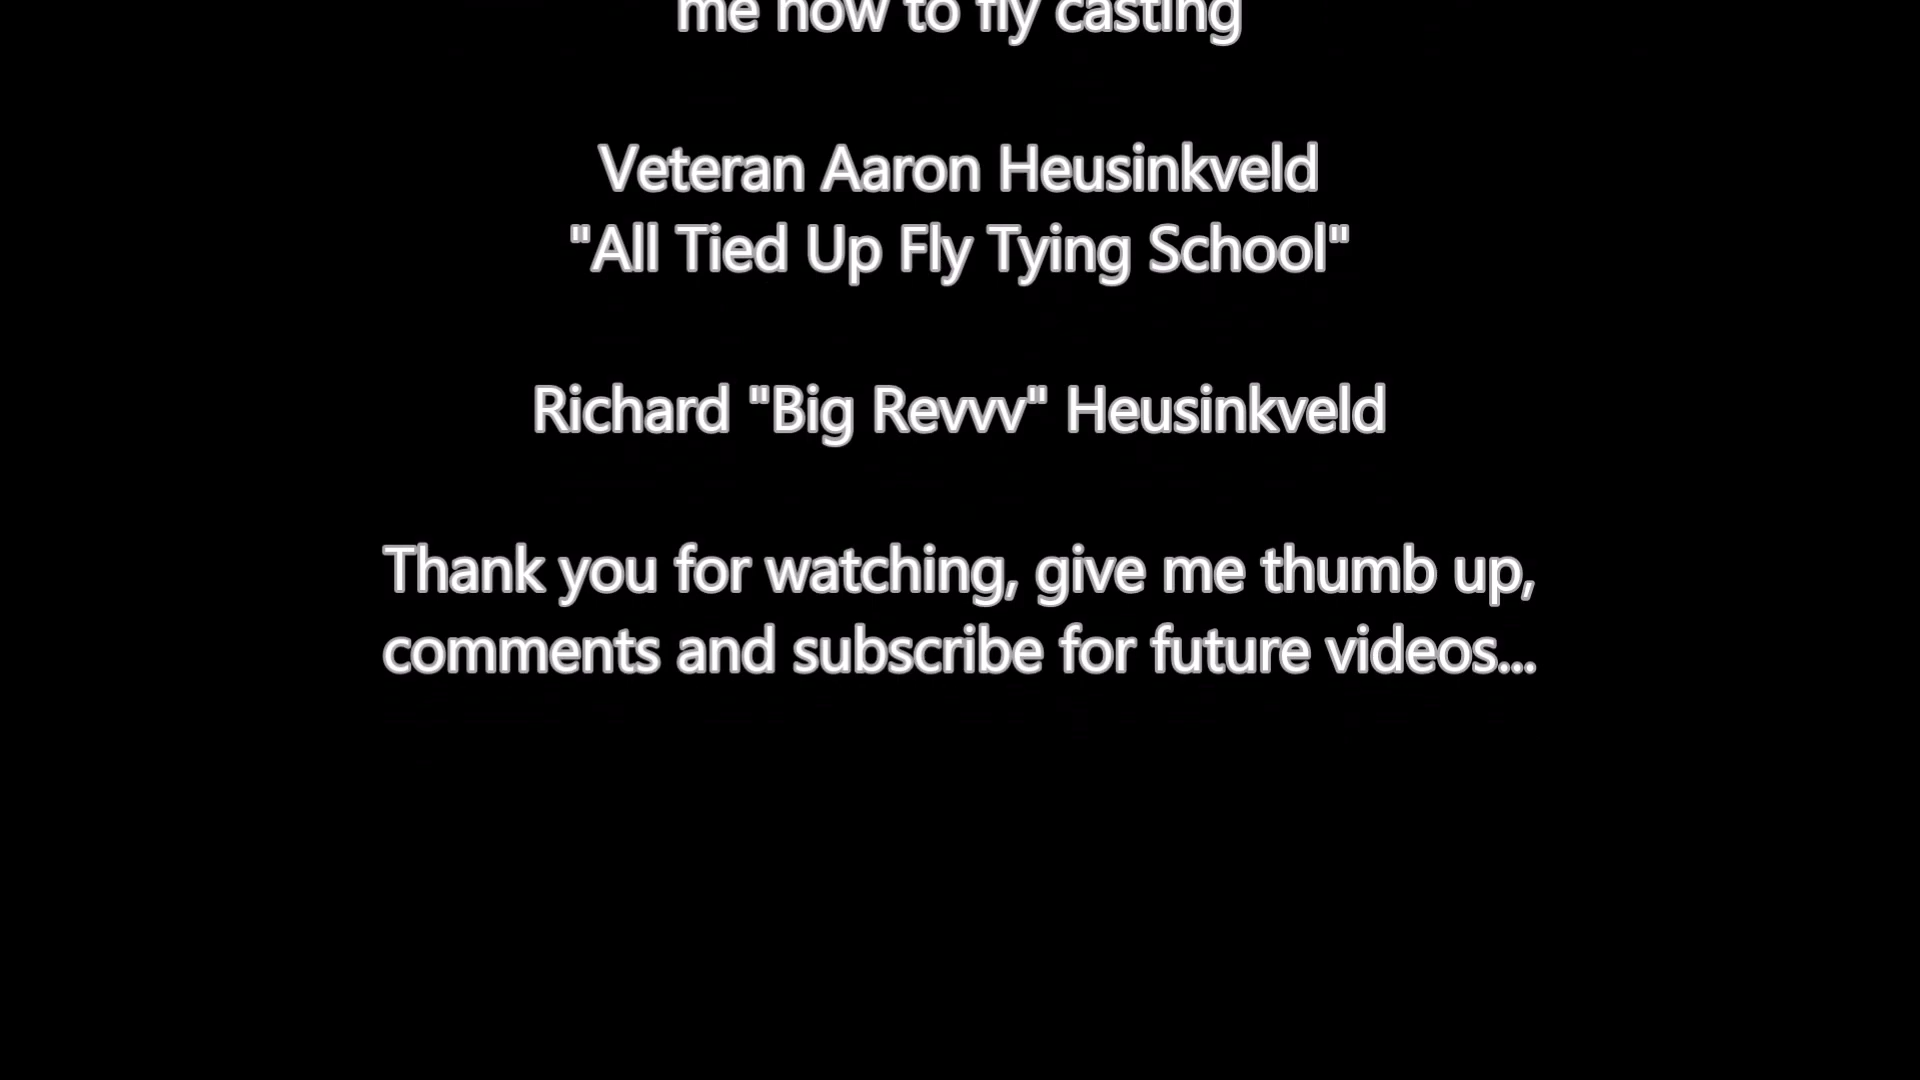 me how to fly casting
Veteran Aaron Heusinkveld
"All Tied Up Fly Tying School"
Richard "Big Revvv" Heusinkveld
Thank you for watching, give me thumb up,
comments and subscribe for future videos...